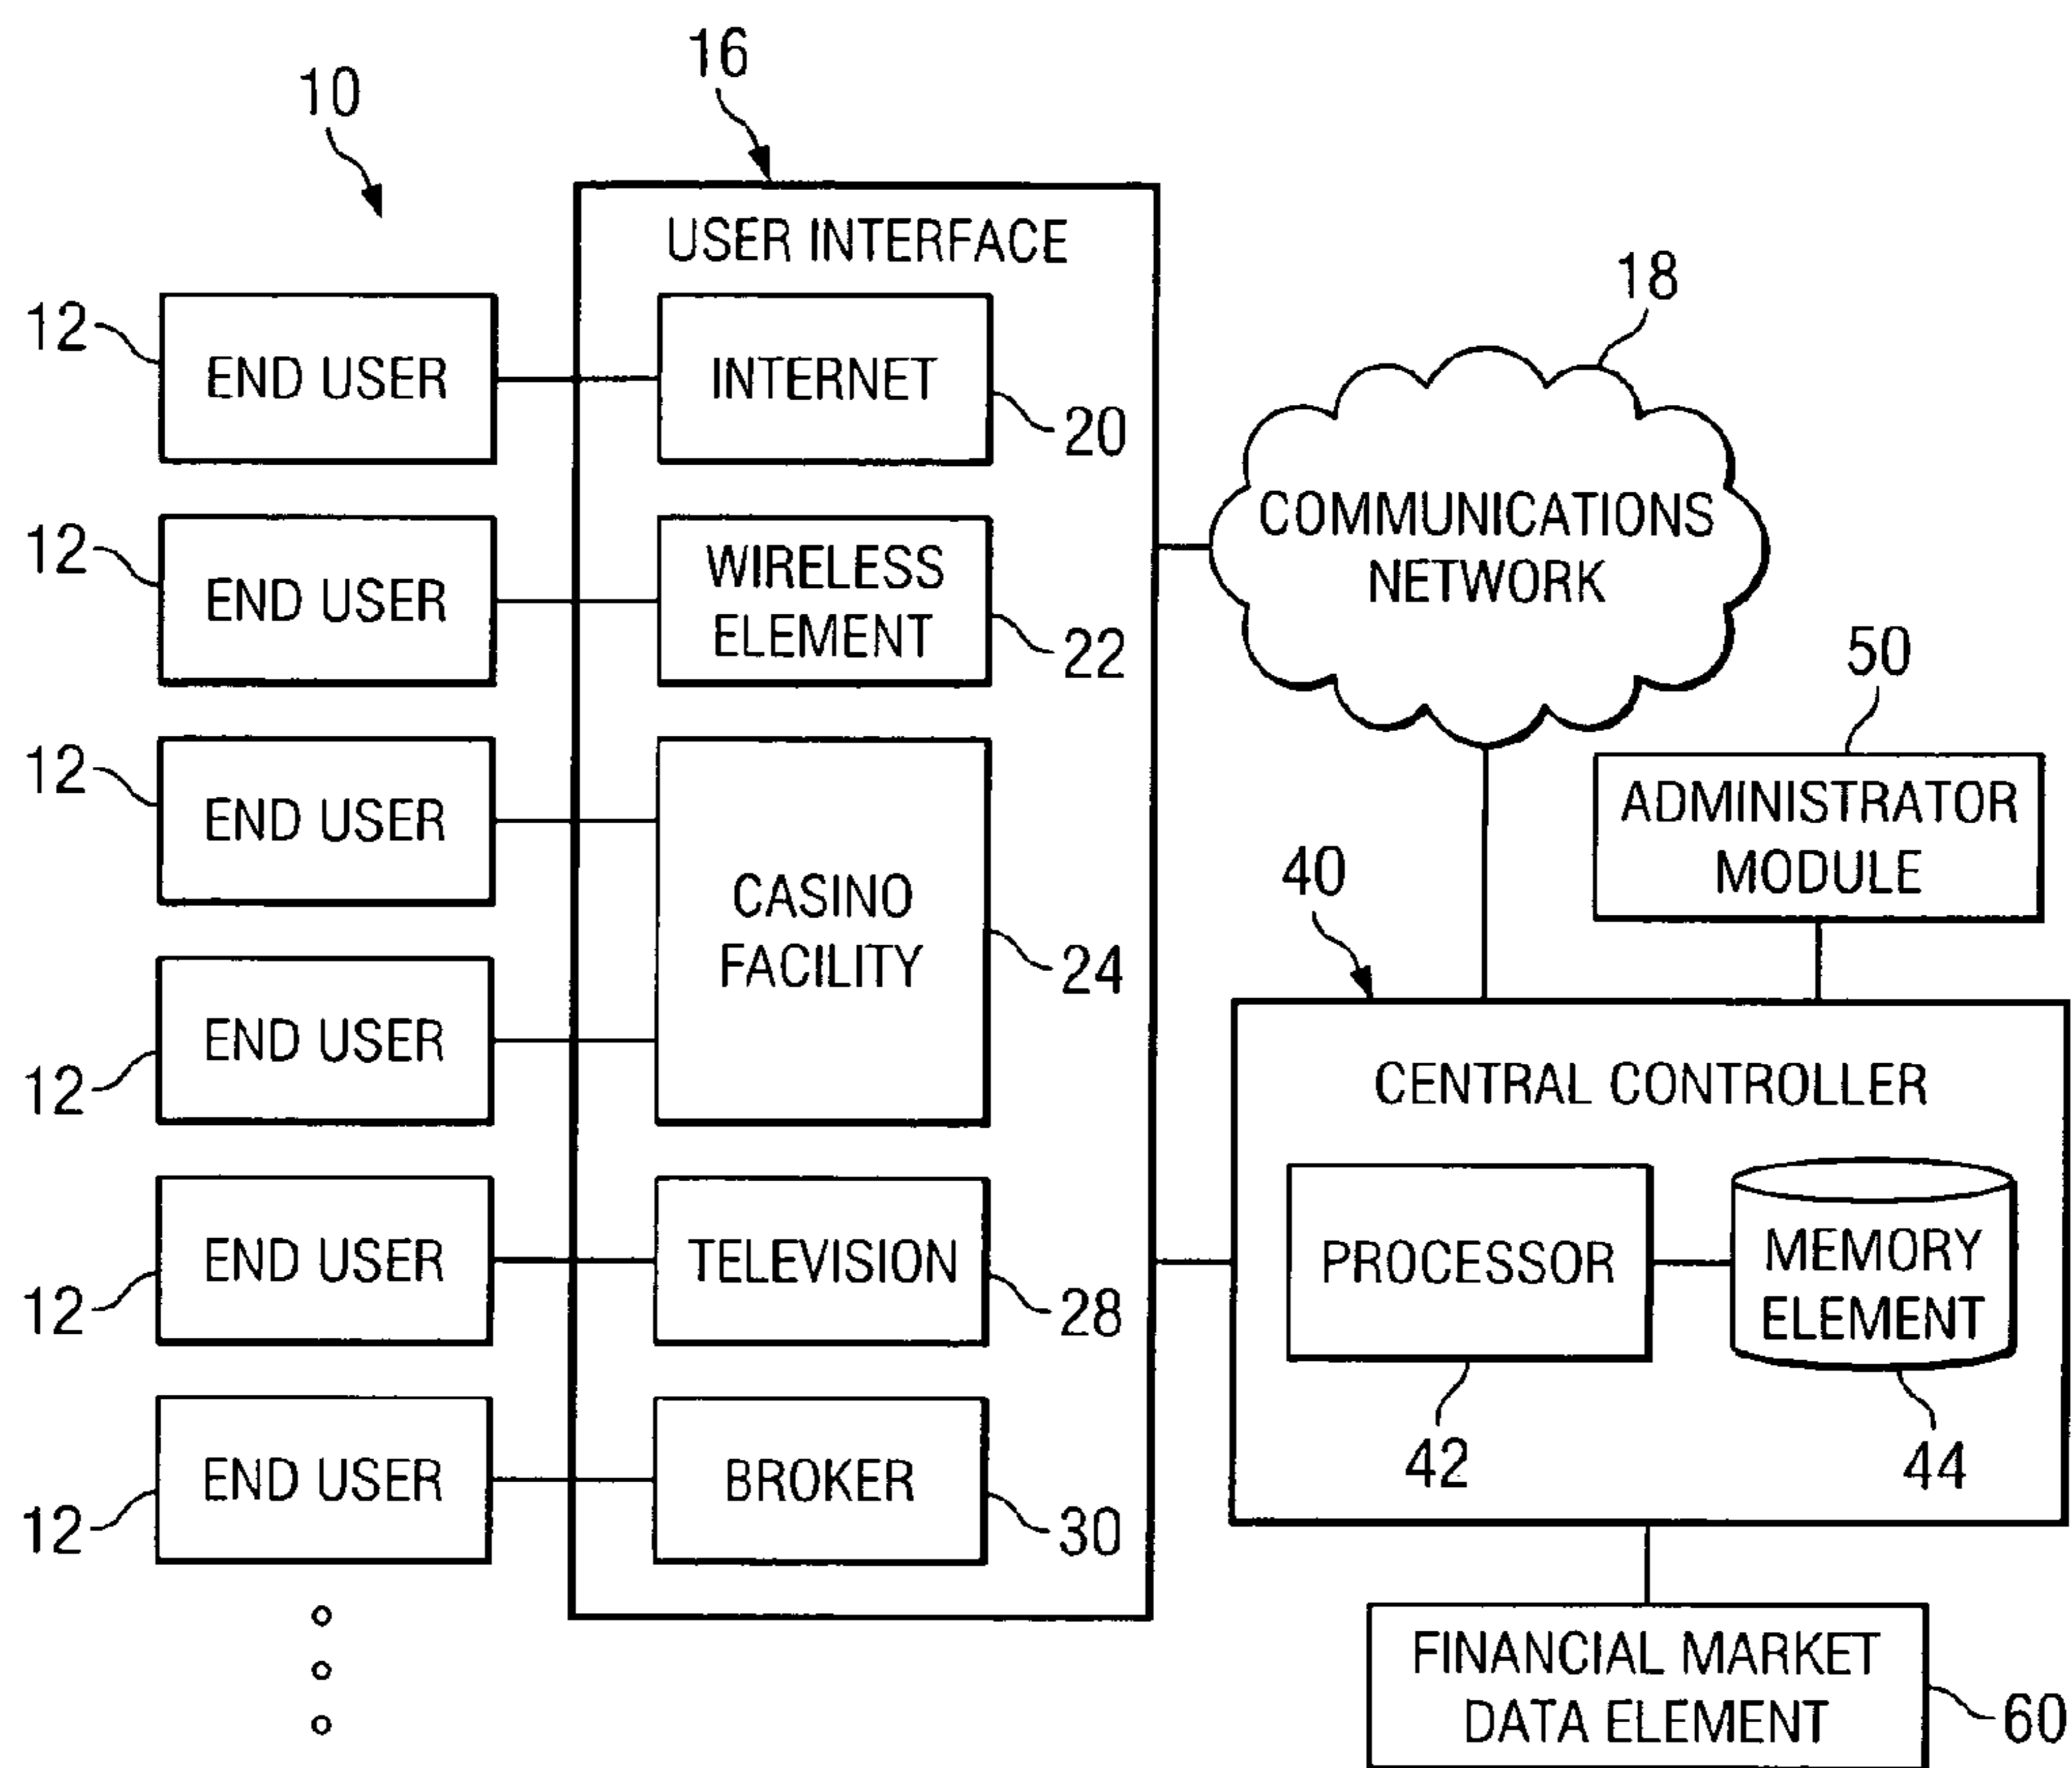 10
16
USER INTERFACE
12
END USER
INTERNET
20
12
END USER
WIRELESS
ELEMENT
22
12
END USER
CASINO
FACILITY
24
12
END USER
12
END USER
TELEVISION
28
12
END USER
BROKER
30
18
COMMUNICATIONS
NETWORK
50
ADMINISTRATOR
MODULE
40
CENTRAL CONTROLLER
PROCESSOR
42
MEMORY
ELEMENT
44
FINANCIAL MARKET
DATA ELEMENT
60